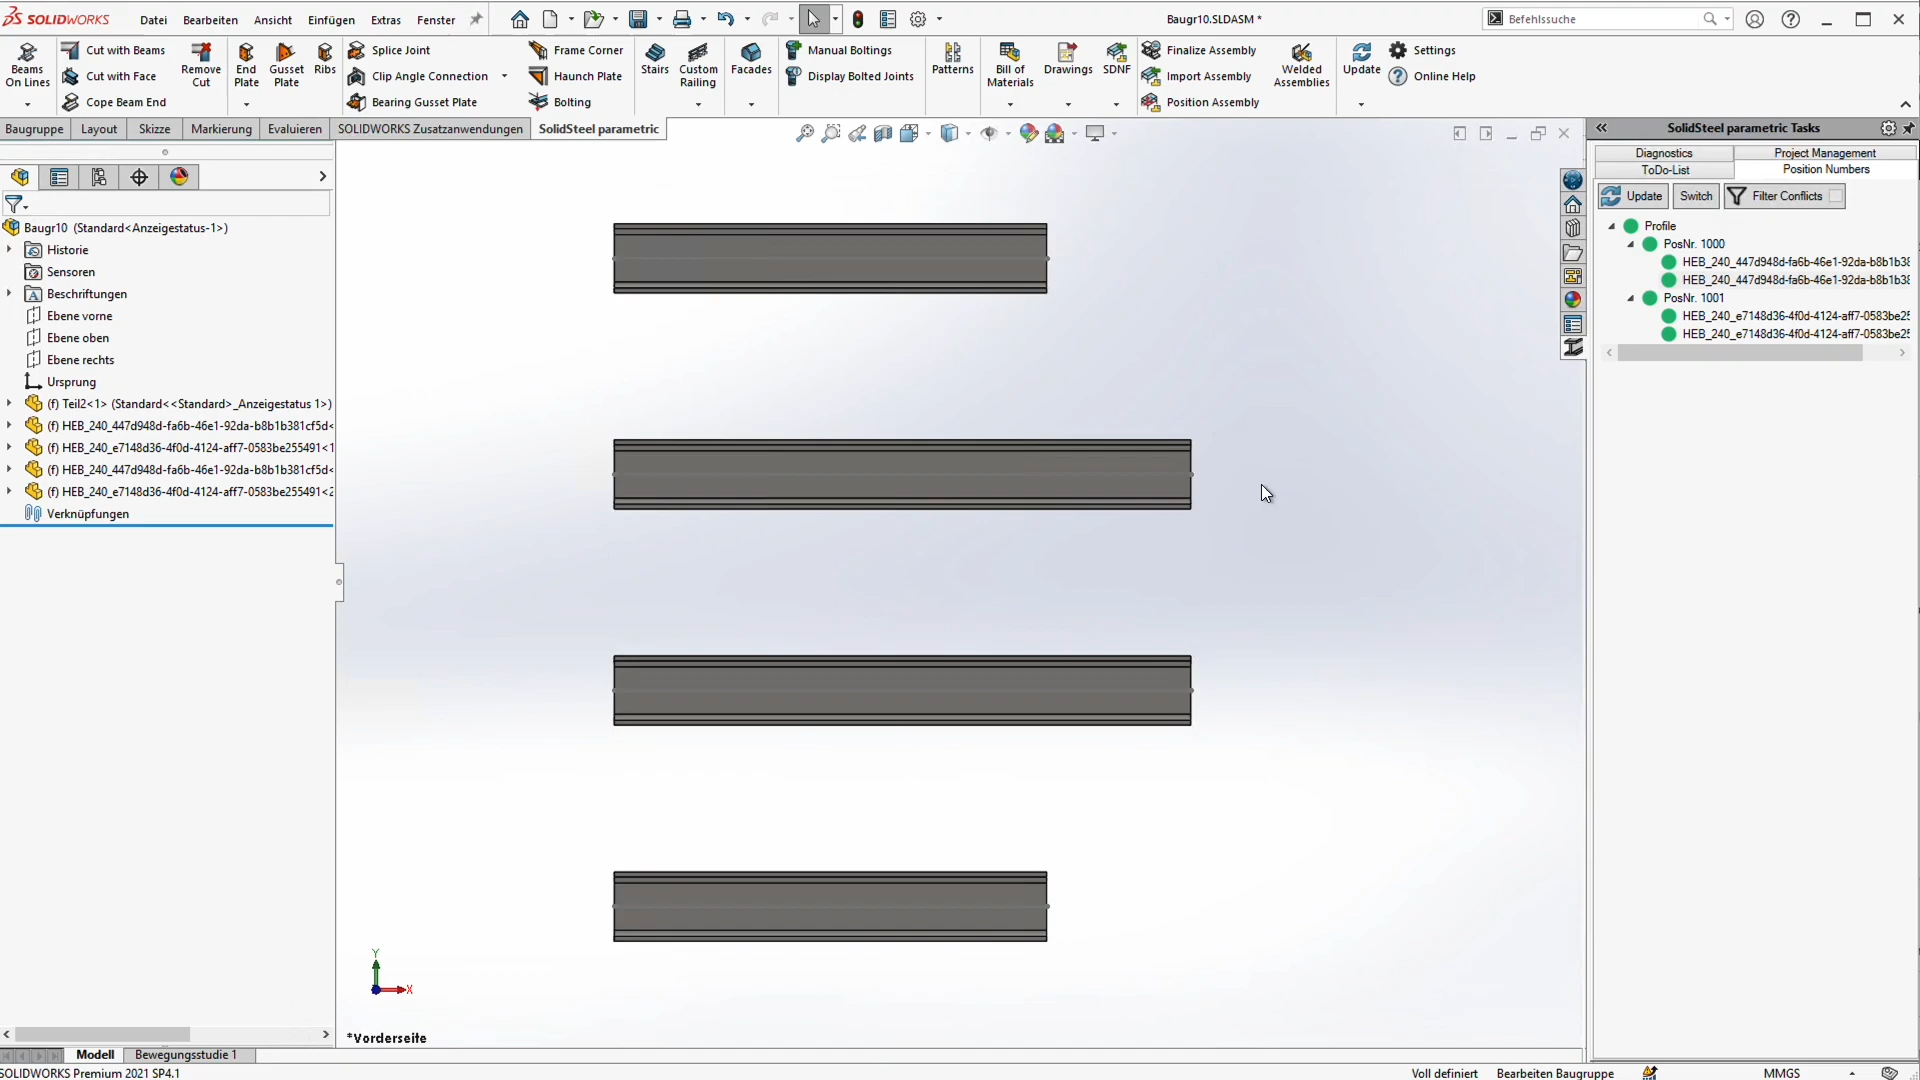 SOLIDWORKS Datei Bearbeiten Ansicht Einfügen Extras Fenster Baugr10.SLDASM * Befehlssuche
Beams On Lines
Cut with Beams
Cut with Face
Cope Beam End
Remove Cut
End Plate
Gusset Plate
Ribs
Splice Joint
Clip Angle Connection
Bearing Gusset Plate
Frame Corner
Haunch Plate
Bolting
Stairs
Custom Railing
Facades
Manual Boltings
Display Bolted Joints
Patterns
Bill of Materials
Drawings
SDNF
Finalize Assembly
Import Assembly
Position Assembly
Welded Assemblies
Update
Settings
Online Help
Baugruppe Layout Skizze Markierung Evaluieren SOLIDWORKS Zusatzanwendungen SolidSteel parametric
Baugr10 (Standard<Anzeigestatus-1>)
Historie
Sensoren
Beschriftungen
Ebene vorne
Ebene oben
Ebene rechts
Ursprung
(f) Teil2<1> (Standard<<Standard>_Anzeigestatus 1>)
(f) HEB_240_447d948d-fa6b-46e1-92da-b8b1b381cf5d<
(f) HEB_240_e7148d36-4f0d-4124-aff7-0583be255491<1
(f) HEB_240_447d948d-fa6b-46e1-92da-b8b1b381cf5d<
(f) HEB_240_e7148d36-4f0d-4124-aff7-0583be255491<2
Verknüpfungen
Y
X
*Vorderseite
SolidSteel parametric Tasks
Diagnostics Project Management
ToDo-List Position Numbers
Update Switch Filter Conflicts
Profile
PosNr. 1000
HEB_240_447d948d-fa6b-46e1-92da-b8b1b38
HEB_240_447d948d-fa6b-46e1-92da-b8b1b38
PosNr. 1001
HEB_240_e7148d36-4f0d-4124-aff7-0583be25
HEB_240_e7148d36-4f0d-4124-aff7-0583be25
Modell Bewegungsstudie 1
SOLIDWORKS Premium 2021 SP4.1 Voll definiert Bearbeiten Baugruppe MMGS